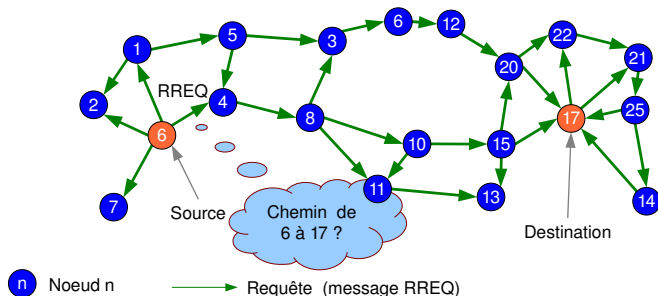 6
12
22
5
3
1
21
20
RREQ
2
4
25
8
17
6
10
15
11
13
14
7
Source
Chemin de
6 à 17 ?
Destination
n Noeud n
Requête (message RREQ)